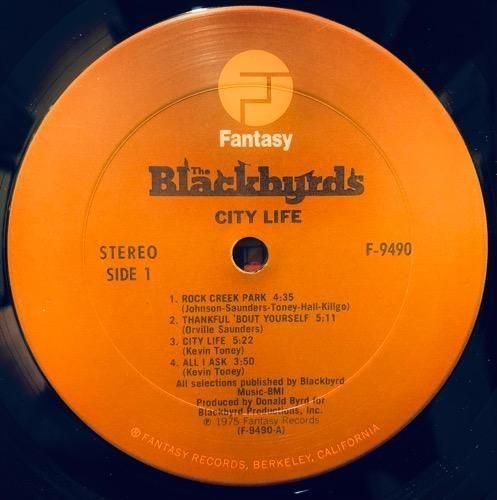 Fantasy
The
Blackbyrds
CITY LIFE
STEREO
SIDE 1
F-9490
1. ROCK CREEK PARK 4:35
(Johnson-Saunders-Toney-Hall-Killgo)
2. THANKFUL 'BOUT YOURSELF 5:11
(Orville Saunders)
3. CITY LIFE 5:22
(Kevin Toney)
4. ALL I ASK 3:50
(Kevin Toney)
All selections published by Blackbyrd
Music-BMI
Produced by Donald Byrd for
Blackbyrd Productions, Inc.
℗ 1975 Fantasy Records
(F-9490-A)
® FANTASY RECORDS, BERKELEY, CALIFORNIA